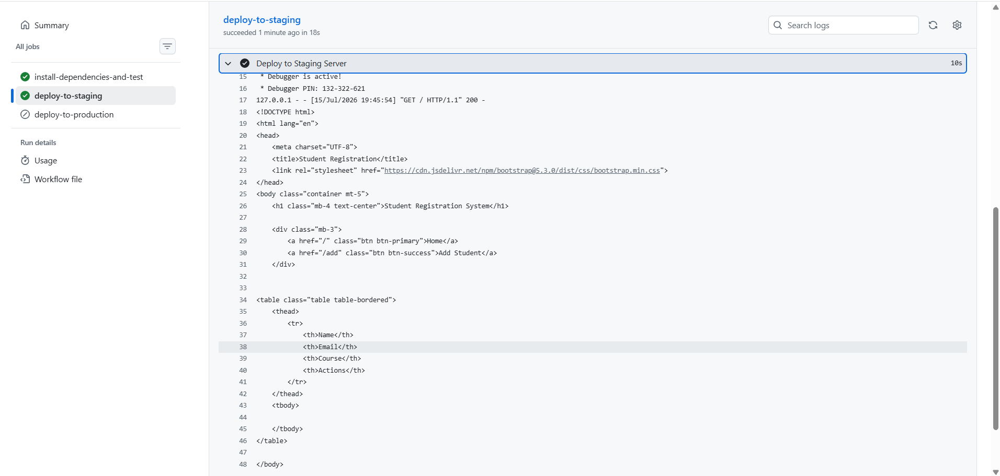 Summary
All jobs
install-dependencies-and-test
deploy-to-staging
deploy-to-production
Run details
Usage
Workflow file
deploy-to-staging
succeeded 1 minute ago in 18s
Search logs
Deploy to Staging Server 10s
15 * Debugger is active!
16 * Debugger PIN: 132-322-621
17 127.0.0.1 - - [15/Jul/2026 19:45:54] "GET / HTTP/1.1" 200 -
18 <!DOCTYPE html>
19 <html lang="en">
20 <head>
21 <meta charset="UTF-8">
22 <title>Student Registration</title>
23 <link rel="stylesheet" href="https://cdn.jsdelivr.net/npm/bootstrap@5.3.0/dist/css/bootstrap.min.css">
24 </head>
25 <body class="container mt-5">
26 <h1 class="mb-4 text-center">Student Registration System</h1>
27
28 <div class="mb-3">
29 <a href="/" class="btn btn-primary">Home</a>
30 <a href="/add" class="btn btn-success">Add Student</a>
31 </div>
32
33
34 <table class="table table-bordered">
35 <thead>
36 <tr>
37 <th>Name</th>
38 <th>Email</th>
39 <th>Course</th>
40 <th>Actions</th>
41 </tr>
42 </thead>
43 <tbody>
44
45 </tbody>
46 </table>
47
48 </body>